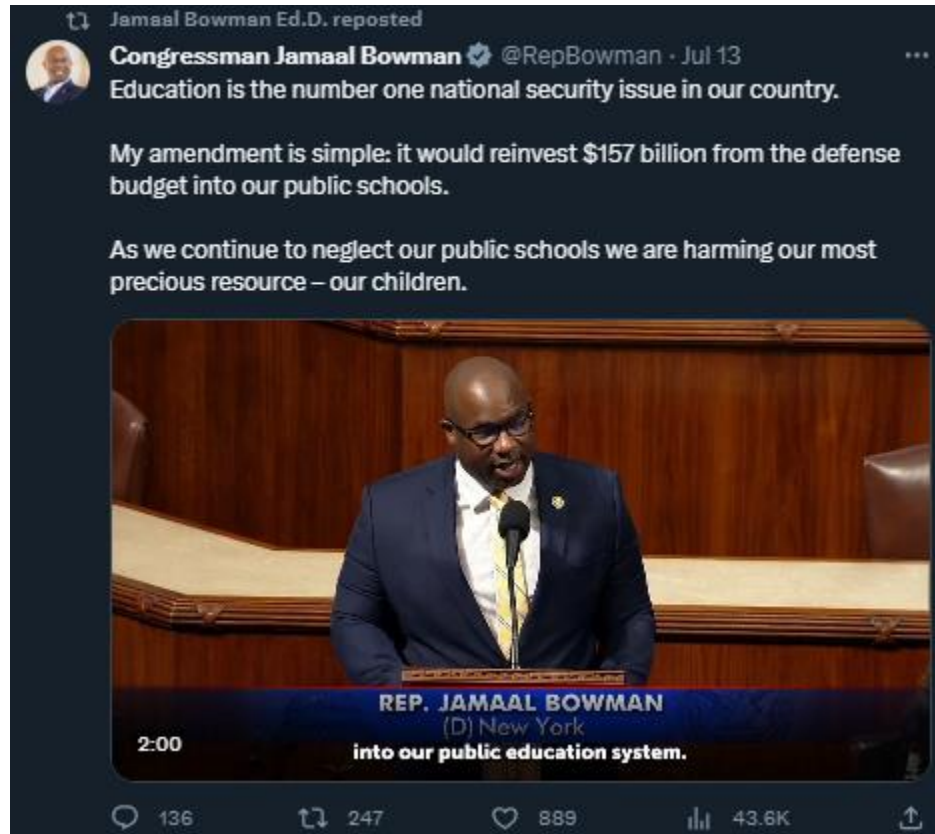 Jamaal Bowman Ed.D. reposted
Congressman Jamaal Bowman @RepBowman · Jul 13
Education is the number one national security issue in our country.
My amendment is simple: it would reinvest $157 billion from the defense
budget into our public schools.
As we continue to neglect our public schools we are harming our most
precious resource – our children.
REP. JAMAAL BOWMAN
(D) New York
into our public education system.
2:00
136 247 889 43.6K